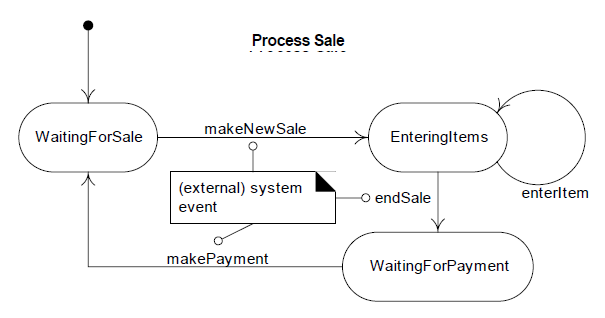 Process Sale
makeNewSale
WaitingForSale
EnteringItems
(external) system
event
endSale
enterItem
makePayment
WaitingForPayment